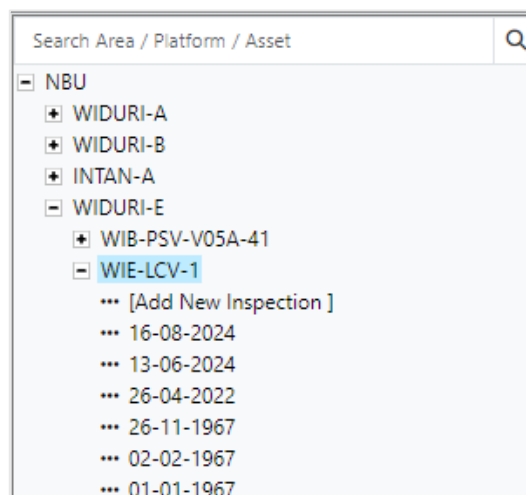 Search Area / Platform / Asset
NBU
WIDURI-A
WIDURI-B
INTAN-A
WIDURI-E
WIB-PSV-V05A-41
WIE-LCV-1
[Add New Inspection ]
16-08-2024
13-06-2024
26-04-2022
26-11-1967
02-02-1967
01-01-1967